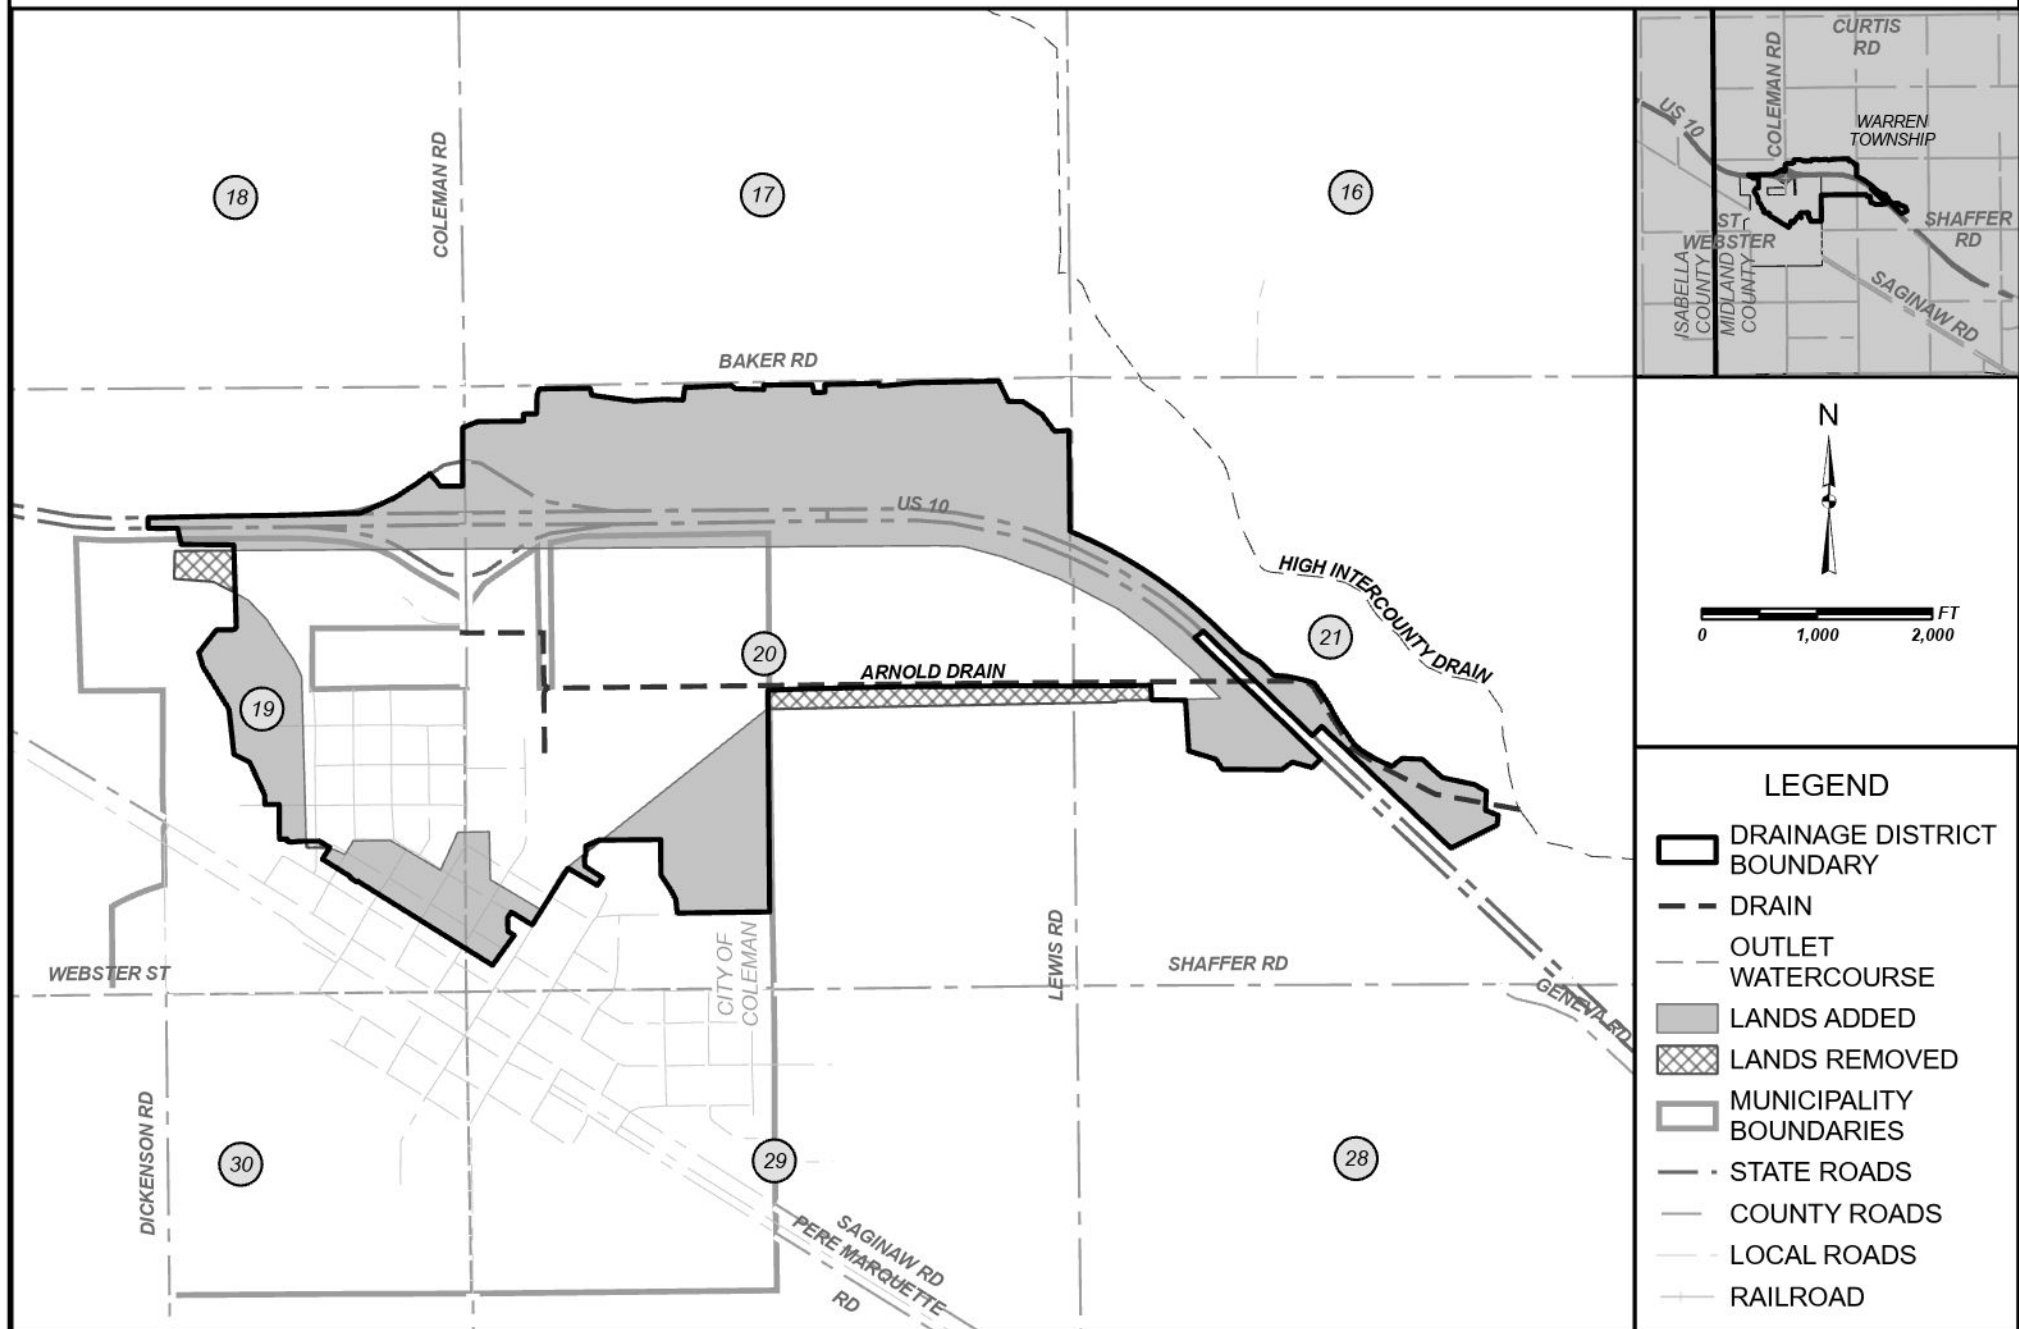 COLEMAN RD
18
17
16
BAKER RD
US 10
HIGH INTERCOUNTY DRAIN
21
20
ARNOLD DRAIN
19
WEBSTER ST
CITY OF
COLEMAN
LEWIS RD
SHAFFER RD
GENEVA RD
DICKENSON RD
30
29
28
SAGINAW RD
PERE MARQUETTE
RD
CURTIS
RD
COLEMAN RD
US 10
WARREN
TOWNSHIP
ST
WEBSTER
SHAFFER
RD
ISABELLA
COUNTY
MIDLAND
COUNTY
SAGINAW RD
N
FT
0 1,000 2,000
LEGEND
DRAINAGE DISTRICT
BOUNDARY
DRAIN
OUTLET
WATERCOURSE
LANDS ADDED
LANDS REMOVED
MUNICIPALITY
BOUNDARIES
STATE ROADS
COUNTY ROADS
LOCAL ROADS
RAILROAD